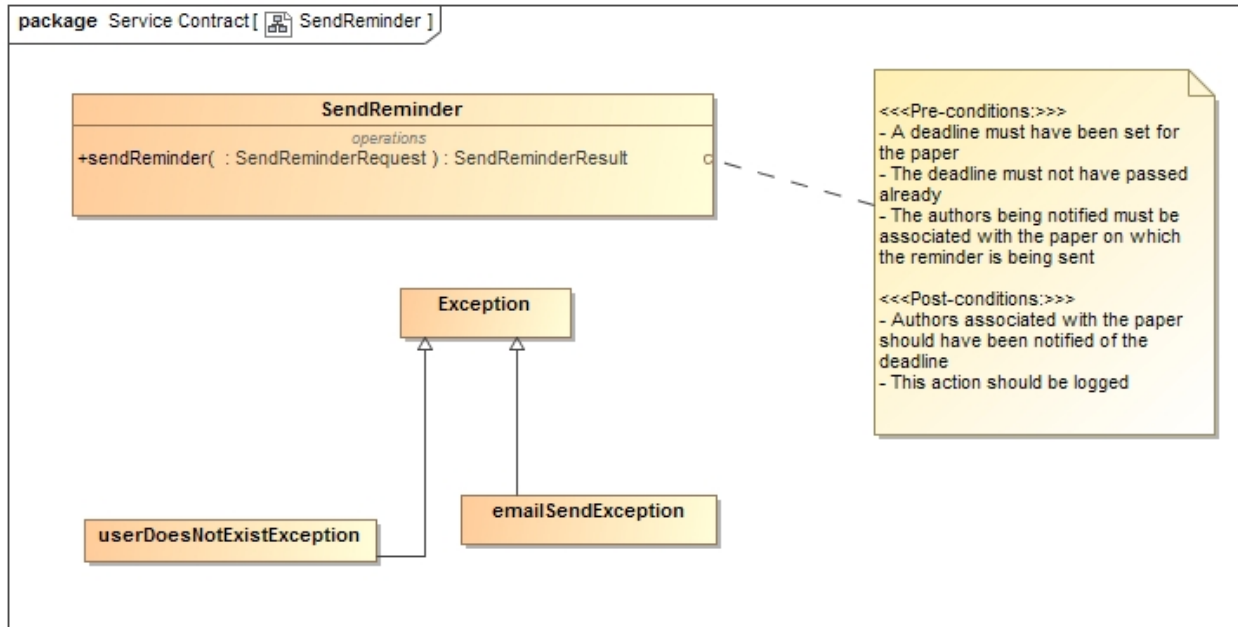 package Service Contract[ SendReminder ]
SendReminder
operations
+sendReminder( : SendReminderRequest ) : SendReminderResult
<<<Pre-conditions:>>>
- A deadline must have been set for
the paper
- The deadline must not have passed
already
- The authors being notified must be
associated with the paper on which
the reminder is being sent
<<<Post-conditions:>>>
- Authors associated with the paper
should have been notified of the
deadline
- This action should be logged
Exception
userDoesNotExistException
emailSendException